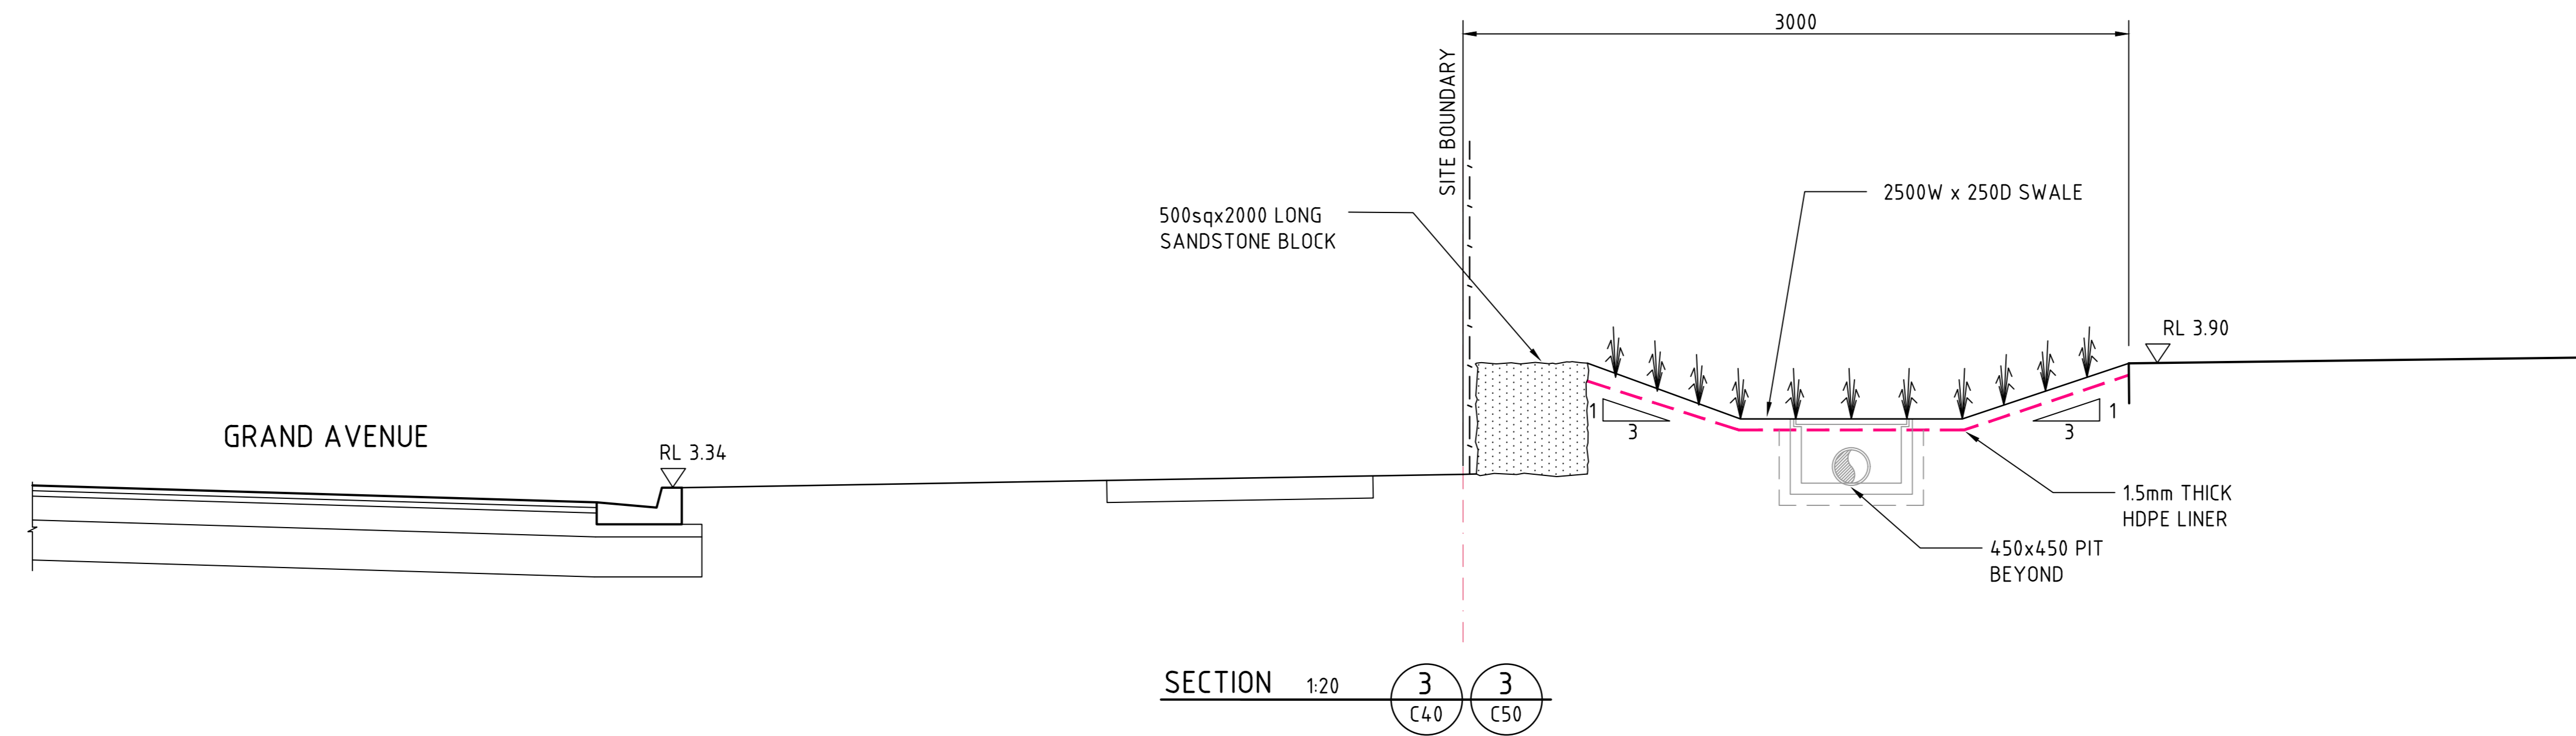 3000
SITE BOUNDARY
2500W x 250D SWALE
500sqx2000 LONG
SANDSTONE BLOCK
RL 3.90
1
3
1
3
GRAND AVENUE
RL 3.34
1.5mm THICK
HDPE LINER
450x450 PIT
BEYOND
SECTION 1:20
3
C40
3
C50